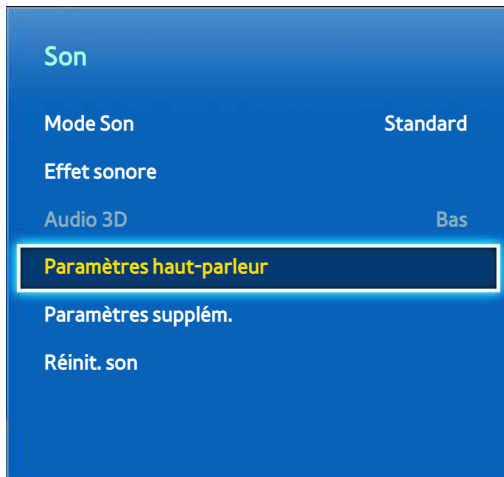 Son
Mode Son Standard
Effet sonore
Audio 3D Bas
Paramètres haut-parleur
Paramètres supplém.
Réinit. son